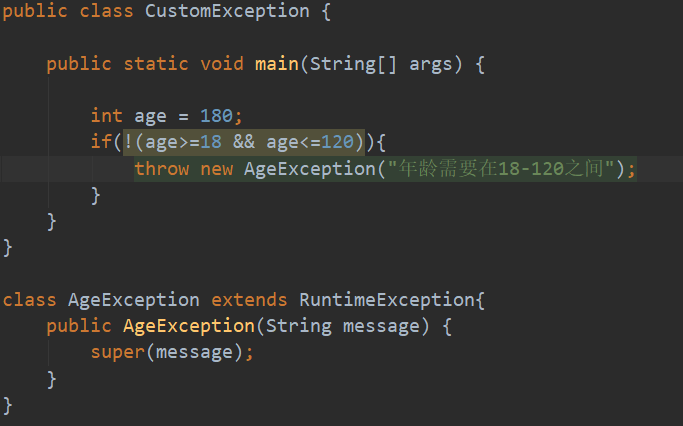 public class CustomException {
public static void main(String[] args) {
int age = 180;
if(!(age>=18 && age<=120)){
throw new AgeException("年龄需要在18-120之间");
}
}
}
class AgeException extends RuntimeException{
public AgeException(String message) {
super(message);
}
}